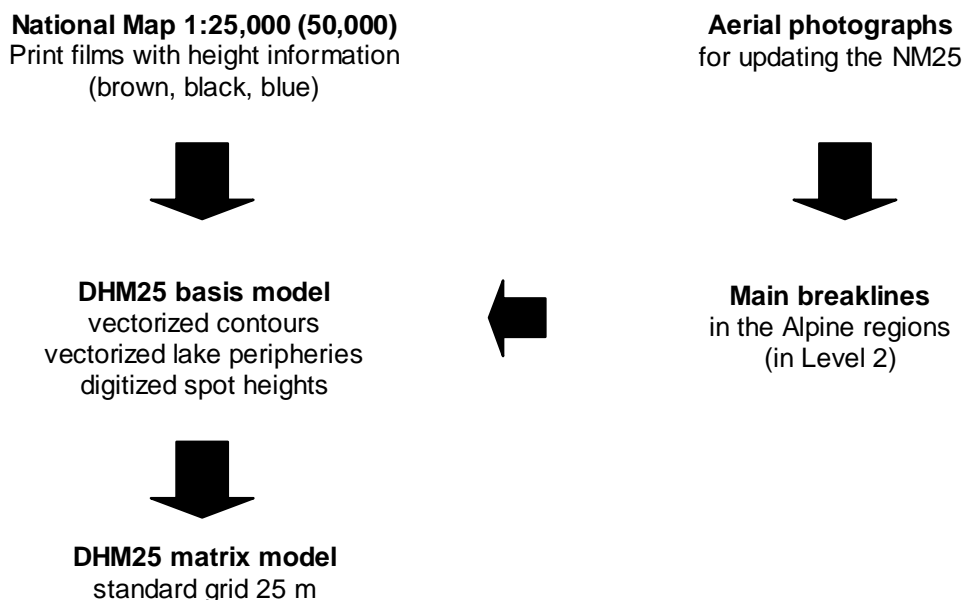 National Map 1:25,000 (50,000)
Print films with height information
(brown, black, blue)
Aerial photographs
for updating the NM25
DHM25 basis model
vectorized contours
vectorized lake peripheries
digitized spot heights
Main breaklines
in the Alpine regions
(in Level 2)
DHM25 matrix model
standard grid 25 m